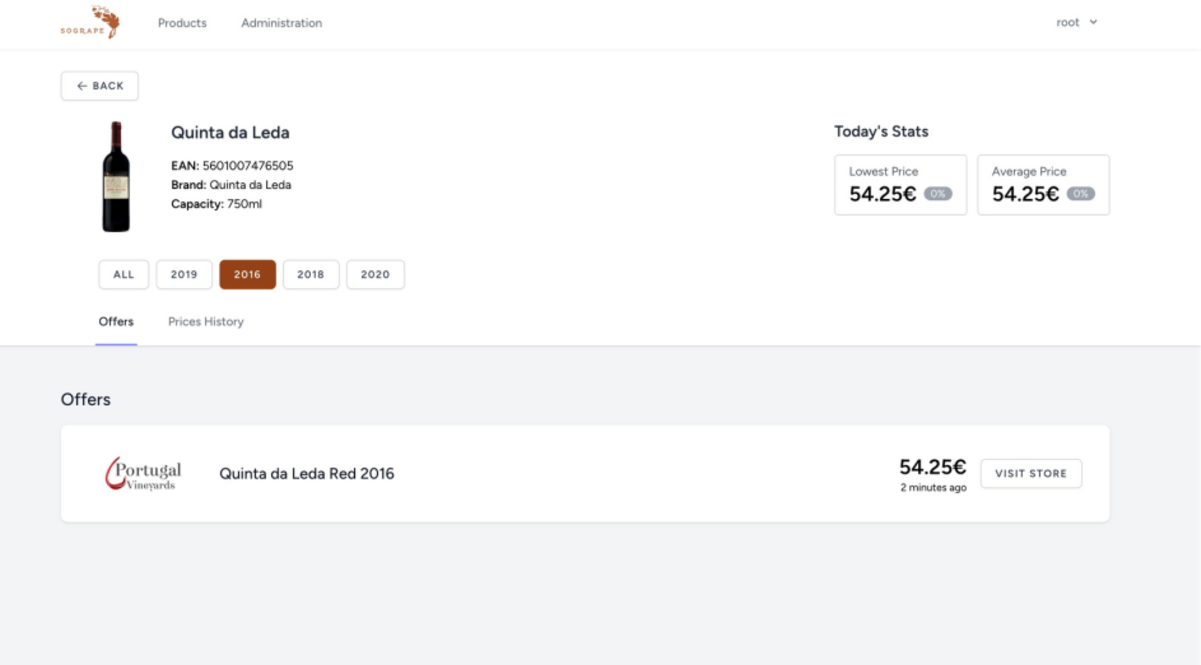 SOGRAPE
Products
Administration
root
← BACK
Quinta da Leda
EAN: 5601007476505
Brand: Quinta da Leda
Capacity: 750ml
Today's Stats
Lowest Price
54.25€ 0%
Average Price
54.25€ 0%
ALL
2019
2016
2018
2020
Offers
Prices History
Offers
Portugal
Vineyards
Quinta da Leda Red 2016
54.25€
2 minutes ago
VISIT STORE